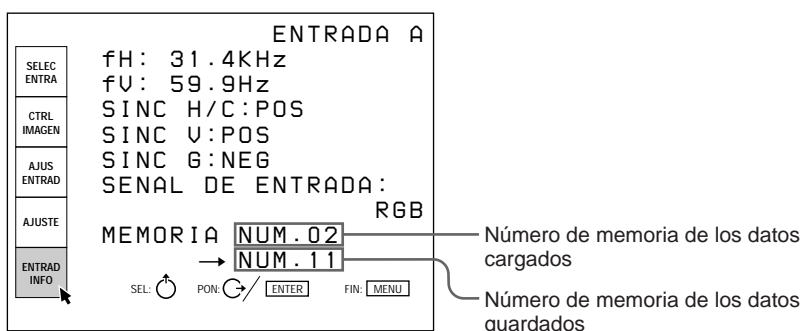 ENTRADA A
SELEC
ENTRA
CTRL
IMAGEN
AJUS
ENTRAD
AJUSTE
ENTRAD
INFO
fH: 31.4KHz
fV: 59.9Hz
SINC H/C:POS
SINC V:POS
SINC G:NEG
SENAL DE ENTRADA:
RGB
MEMORIA NUM.02
→ NUM.11
SEL: PON: / ENTER FIN: MENU
Número de memoria de los datos
cargados
Número de memoria de los datos
guardados